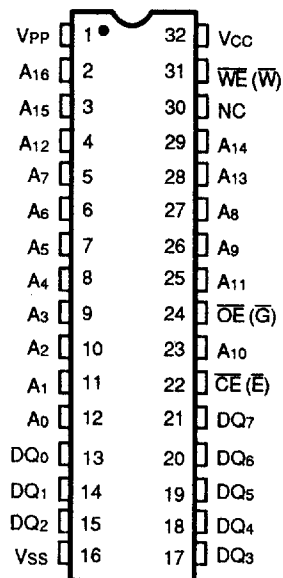 VPP 1 32 VCC
A16 2 31 W̅E̅ (W̅)
A15 3 30 NC
A12 4 29 A14
A7 5 28 A13
A6 6 27 A8
A5 7 26 A9
A4 8 25 A11
A3 9 24 O̅E̅ (G̅)
A2 10 23 A10
A1 11 22 C̅E̅ (E̅)
A0 12 21 DQ7
DQ0 13 20 DQ6
DQ1 14 19 DQ5
DQ2 15 18 DQ4
VSS 16 17 DQ3